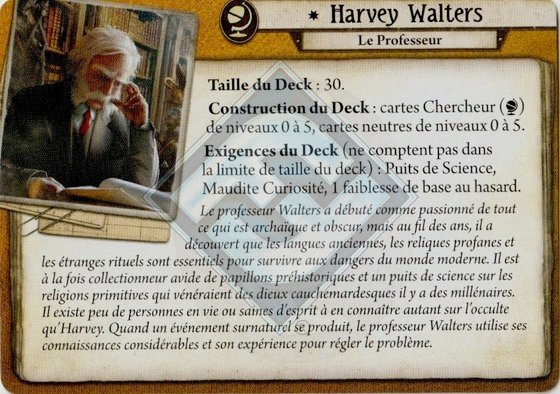 Harvey Walters
Le Professeur
Taille du Deck : 30.
Construction du Deck : cartes Chercheur ()
de niveaux 0 à 5, cartes neutres de niveaux 0 à 5.
Exigences du Deck (ne comptent pas dans
la limite de taille du deck) : Puits de Science,
Maudite Curiosité, 1 faiblesse de base au hasard.
Le professeur Walters a débuté comme passionné de tout
ce qui est archaïque et obscur, mais au fil des ans, il a
découvert que les langues anciennes, les reliques profanes et
les étranges rituels sont essentiels pour survivre aux dangers du monde moderne. Il est
à la fois collectionneur avide de papillons préhistoriques et un puits de science sur les
religions primitives qui vénéraient des dieux cauchemardesques il y a des millénaires.
Il existe peu de personnes en vie ou saines d'esprit à en connaître autant sur l'occulte
qu'Harvey. Quand un événement surnaturel se produit, le professeur Walters utilise ses
connaissances considérables et son expérience pour régler le problème.